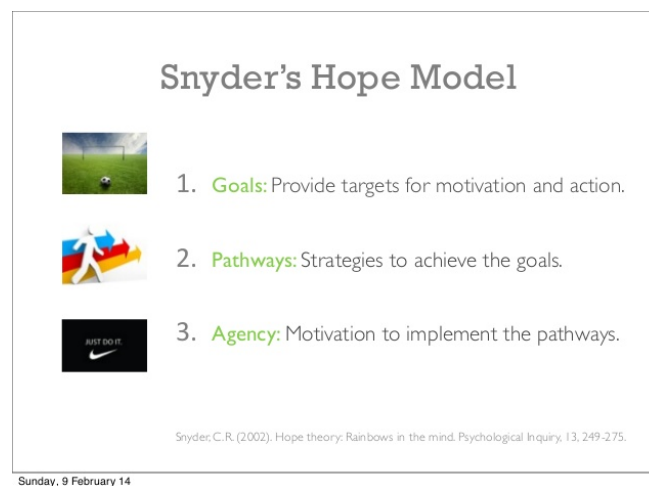 Snyder's Hope Model
1. Goals: Provide targets for motivation and action.
2. Pathways: Strategies to achieve the goals.
JUST DO IT.
3. Agency: Motivation to implement the pathways.
Snyder, C.R. (2002). Hope theory: Rainbows in the mind. Psychological Inquiry, 13, 249-275.
Sunday, 9 February 14